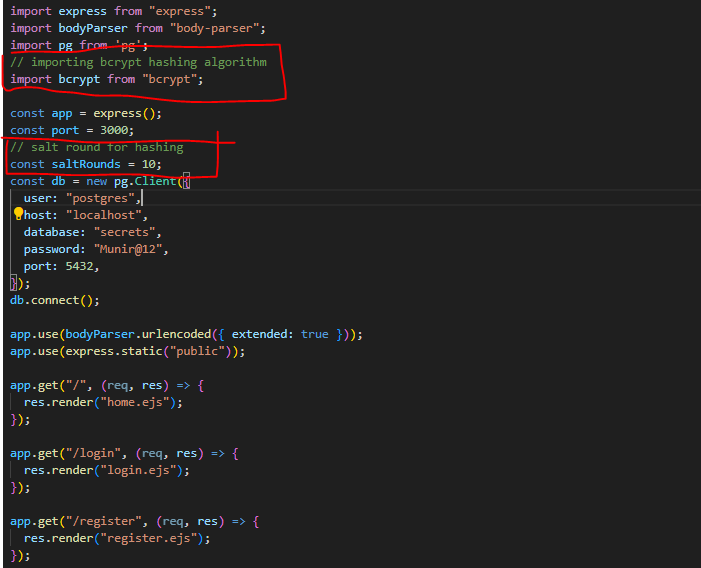 import express from "express";
import bodyParser from "body-parser";
import pg from 'pg';
// importing bcrypt hashing algorithm
import bcrypt from "bcrypt";
const app = express();
const port = 3000;
// salt round for hashing
const saltRounds = 10;
const db = new pg.Client({
user: "postgres",
host: "localhost",
database: "secrets",
password: "Munir@12",
port: 5432,
});
db.connect();
app.use(bodyParser.urlencoded({ extended: true }));
app.use(express.static("public"));
app.get("/", (req, res) => {
res.render("home.ejs");
});
app.get("/login", (req, res) => {
res.render("login.ejs");
});
app.get("/register", (req, res) => {
res.render("register.ejs");
});